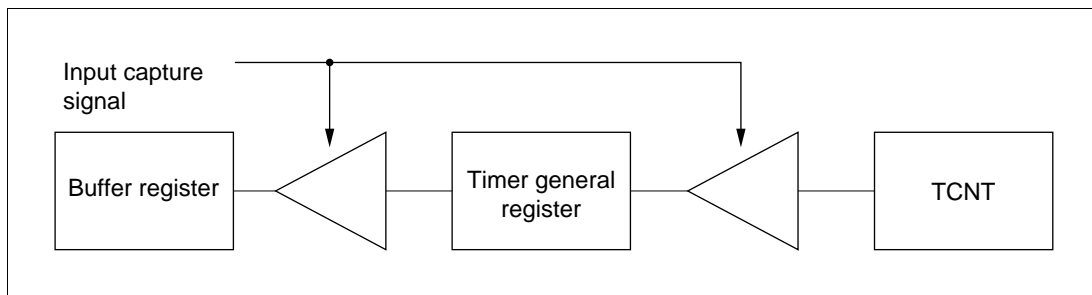 Input capture
signal
Buffer register
Timer general
register
TCNT